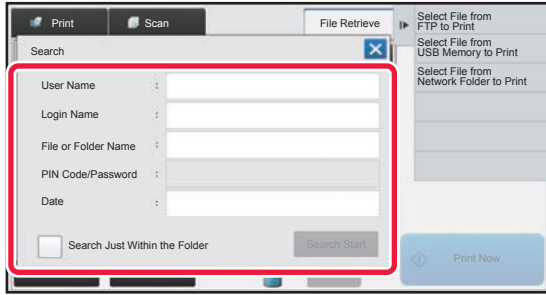 Print
Scan
File Retrieve
Select File from
FTP to Print
Select File from
USB Memory to Print
Select File from
Network Folder to Print
Search
User Name :
Login Name :
File or Folder Name :
PIN Code/Password :
Date :
Search Just Within the Folder
Search Start
Print Now